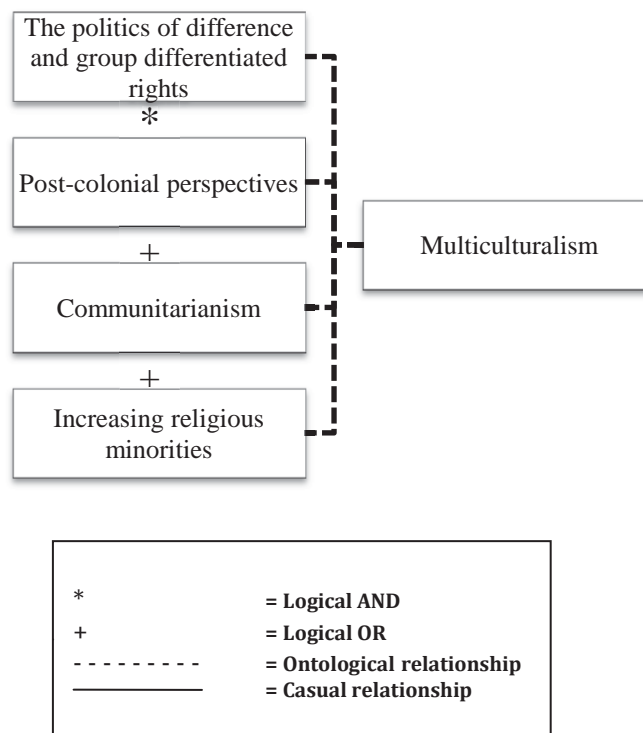 The politics of difference
and group differentiated
rights
*
Post-colonial perspectives
+
Communitarianism
+
Increasing religious
minorities
Multiculturalism
* = Logical AND
+ = Logical OR
- - - - - - - - - = Ontological relationship
= Casual relationship